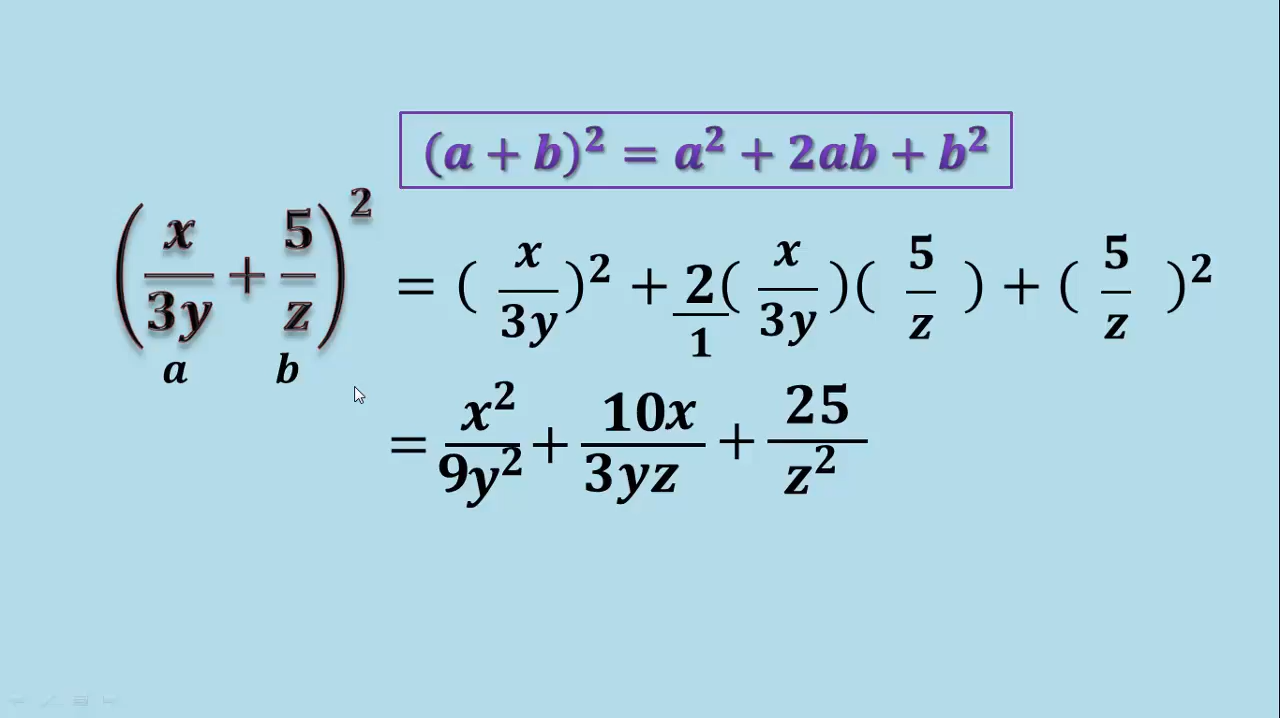 (a + b)² = a² + 2ab + b²
(x/3y + 5/z)² = ( x/3y )² + 2/1 ( x/3y )( 5/z ) + ( 5/z )²
a b
= x²/9y² + 10x/3yz + 25/z²